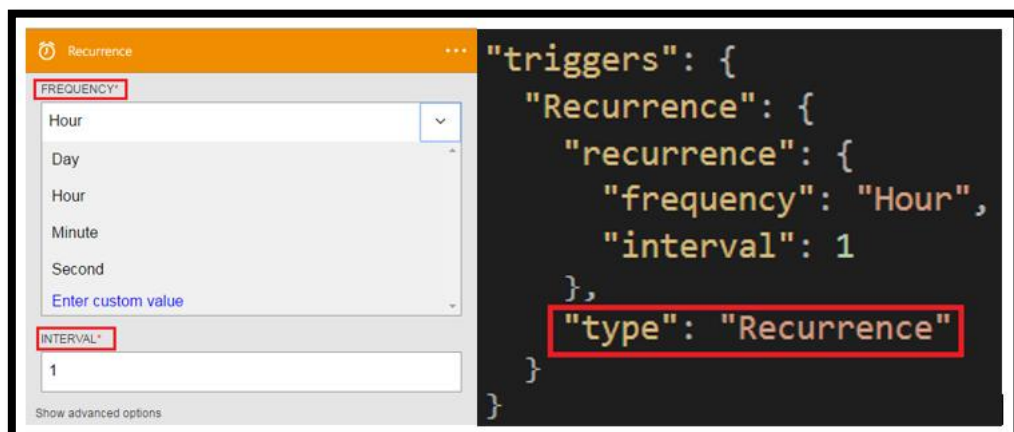 Recurrence
FREQUENCY*
Hour
Day
Hour
Minute
Second
Enter custom value
INTERVAL*
1
Show advanced options
"triggers": {
"Recurrence": {
"recurrence": {
"frequency": "Hour",
"interval": 1
},
"type": "Recurrence"
}
}